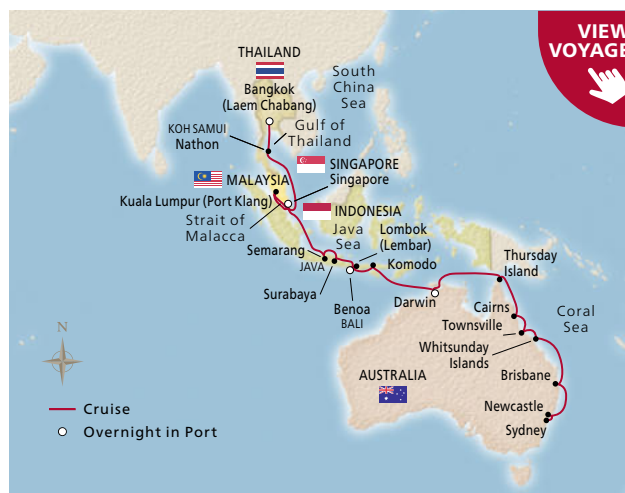 VIEW
VOYAGE
THAILAND
Bangkok
(Laem Chabang)
South
China
Sea
KOH SAMUI
Nathon
Gulf of
Thailand
SINGAPORE
Singapore
MALAYSIA
Kuala Lumpur (Port Klang)
Strait of
Malacca
INDONESIA
Java
Sea
Lombok
(Lembar)
Semarang
JAVA
Komodo
Surabaya
Benoa
BALI
Darwin
Thursday
Island
Cairns
Townsville
Coral
Sea
Whitsunday
Islands
AUSTRALIA
Brisbane
Newcastle
Sydney
N
Cruise
Overnight in Port